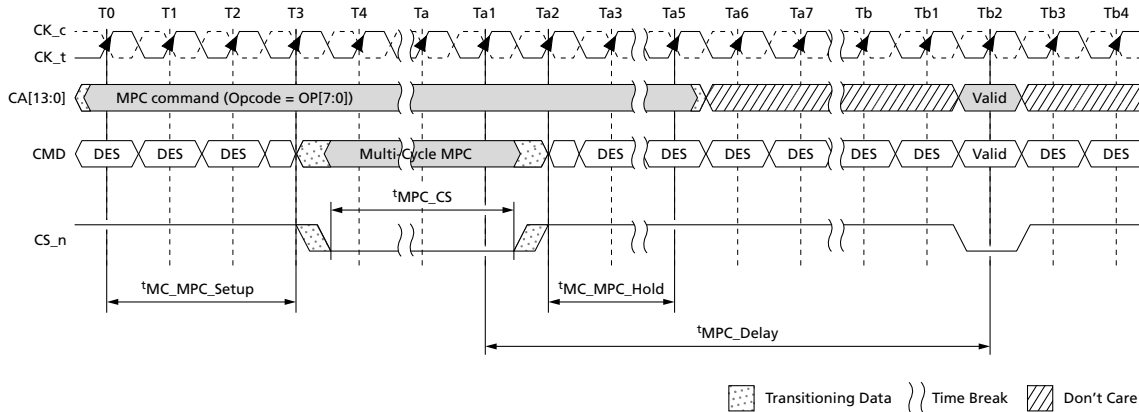 T0 T1 T2 T3 T4 Ta Ta1 Ta2 Ta3 Ta5 Ta6 Ta7 Tb Tb1 Tb2 Tb3 Tb4
CK_c
CK_t
CA[13:0] MPC command (Opcode = OP[7:0]) Valid
CMD DES DES DES Multi-Cycle MPC DES DES DES DES DES DES Valid DES DES
tMPC_CS
CS_n
tMC_MPC_Setup tMC_MPC_Hold
tMPC_Delay
Transitioning Data Time Break Don't Care